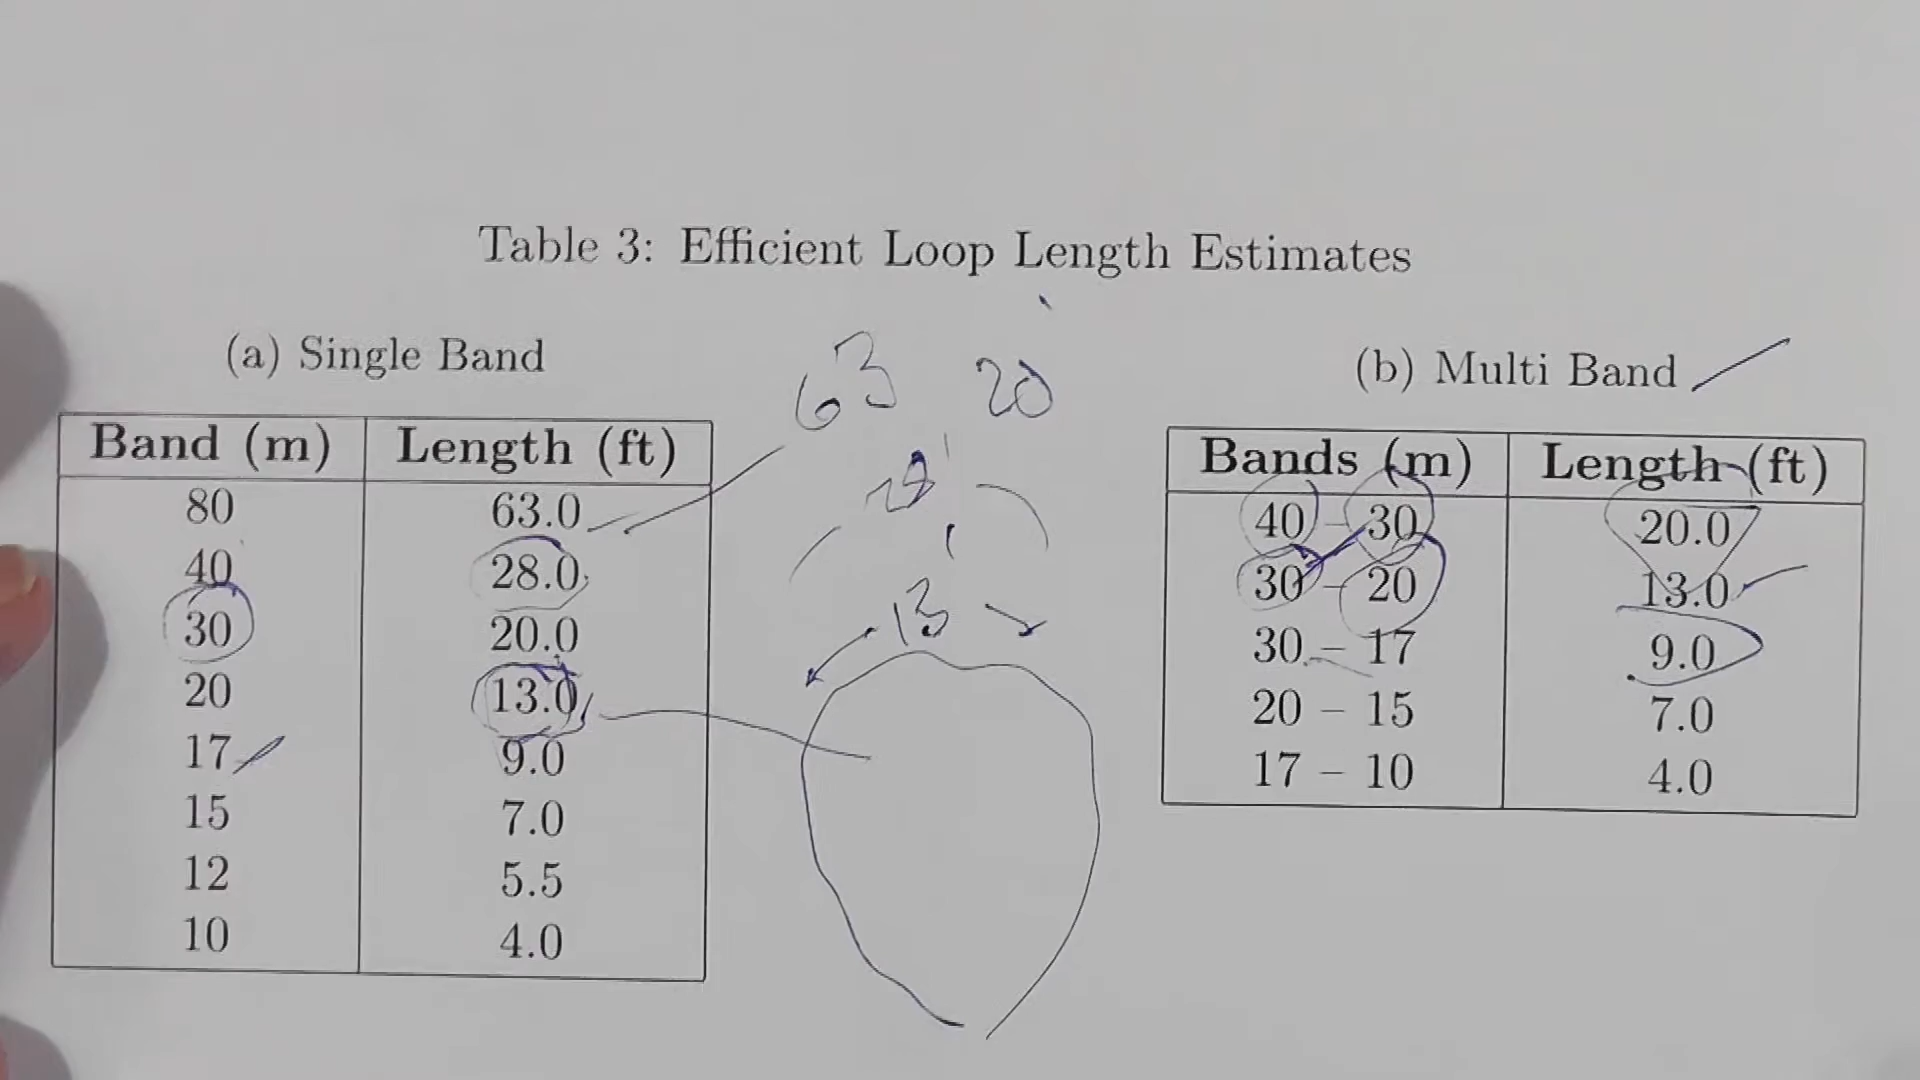 Table 3: Efficient Loop Length Estimates
(a) Single Band
Band (m) Length (ft)
80 63.0
40 28.0
30 20.0
20 13.0
17 9.0
15 7.0
12 5.5
10 4.0
63 20
13
(b) Multi Band
Bands (m) Length (ft)
40 – 30 20.0
30 – 20 13.0
30 – 17 9.0
20 – 15 7.0
17 – 10 4.0